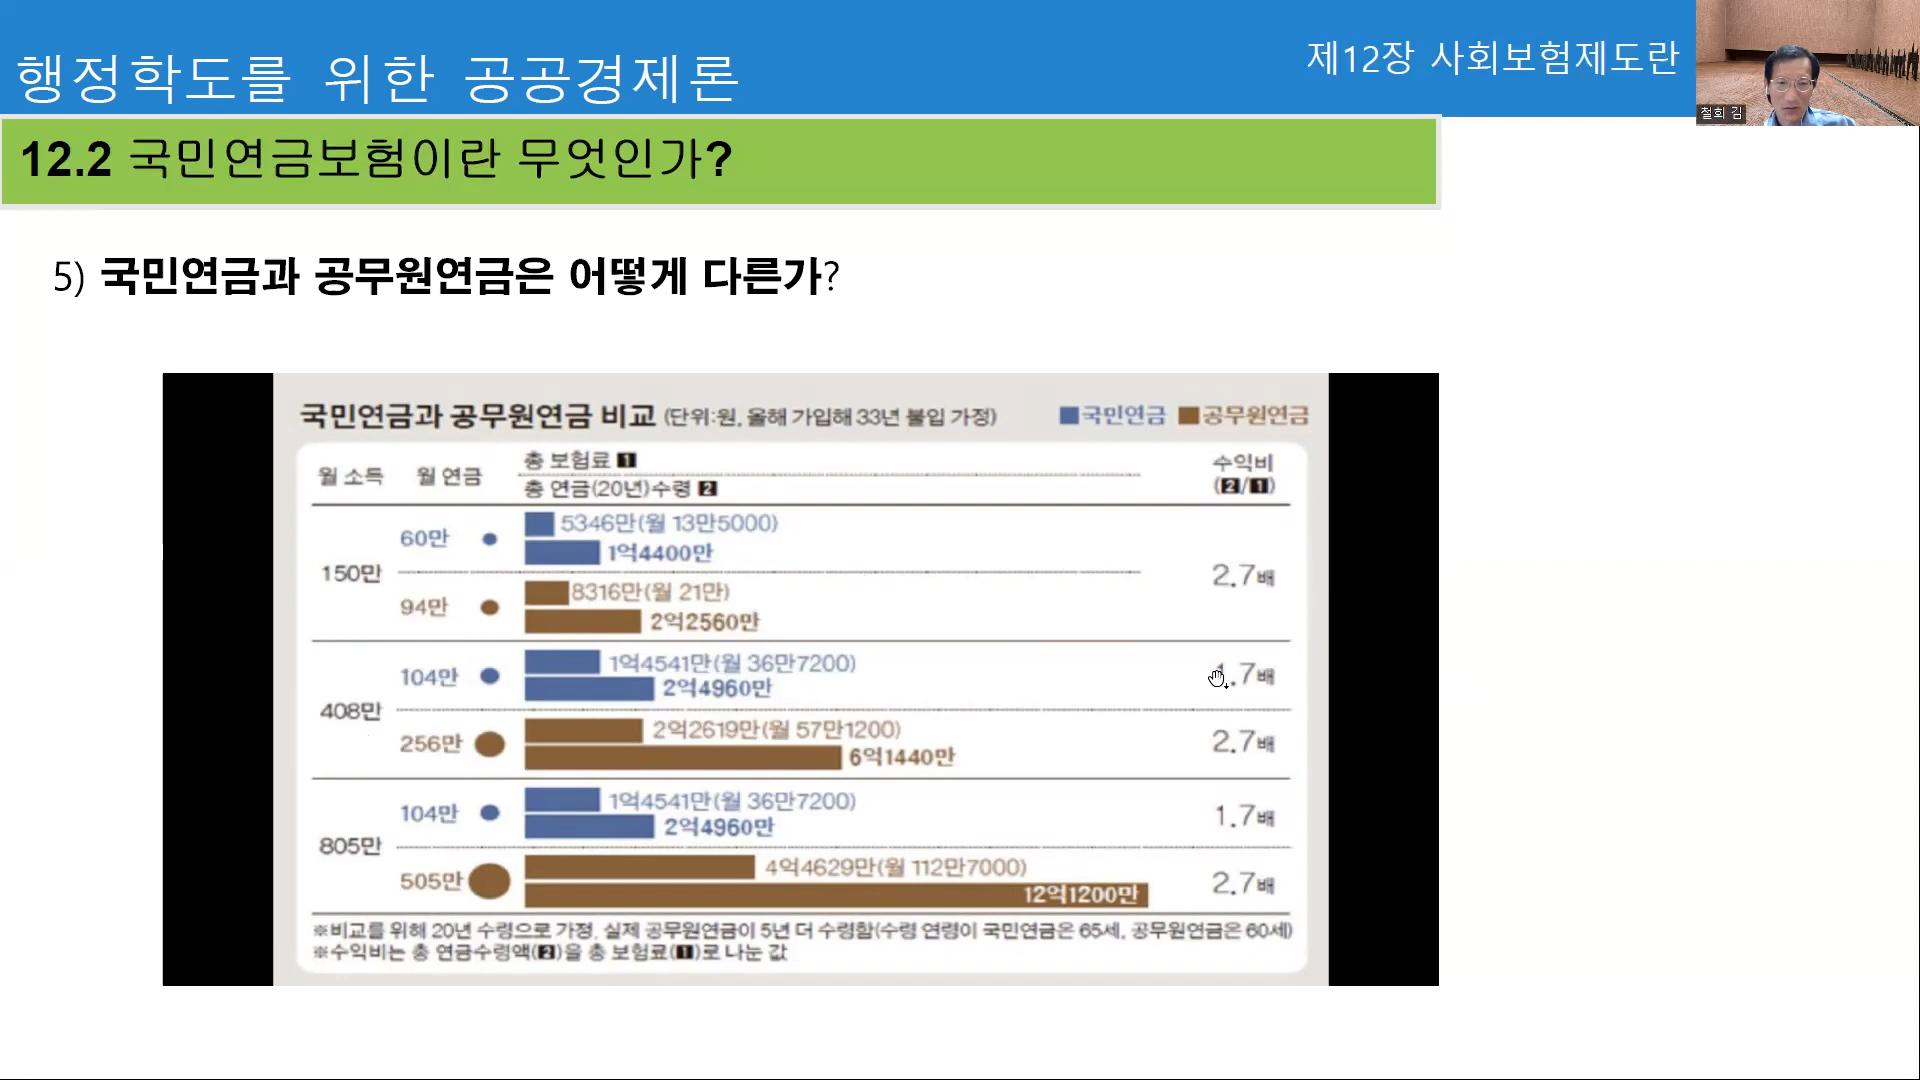 행정학도를 위한 공공경제론
제12장 사회보험제도란
철희 김
12.2 국민연금보험이란 무엇인가?
5) 국민연금과 공무원연금은 어떻게 다른가?
국민연금과 공무원연금 비교 (단위:원, 올해 가입해 33년 불입 가정)
국민연금 공무원연금
월 소득 월 연금
총 보험료 1
총 연금(20년)수령 2
수익비
(2/1)
150만
60만
5346만(월 13만5000)
1억4400만
2.7배
94만
8316만(월 21만)
2억2560만
408만
104만
1억4541만(월 36만7200)
2억4960만
1.7배
256만
2억2619만(월 57만1200)
6억1440만
2.7배
805만
104만
1억4541만(월 36만7200)
2억4960만
1.7배
505만
4억4629만(월 112만7000)
12억1200만
2.7배
※비교를 위해 20년 수령으로 가정, 실제 공무원연금이 5년 더 수령함(수령 연령이 국민연금은 65세, 공무원연금은 60세)
※수익비는 총 연금수령액(2)을 총 보험료(1)로 나눈 값